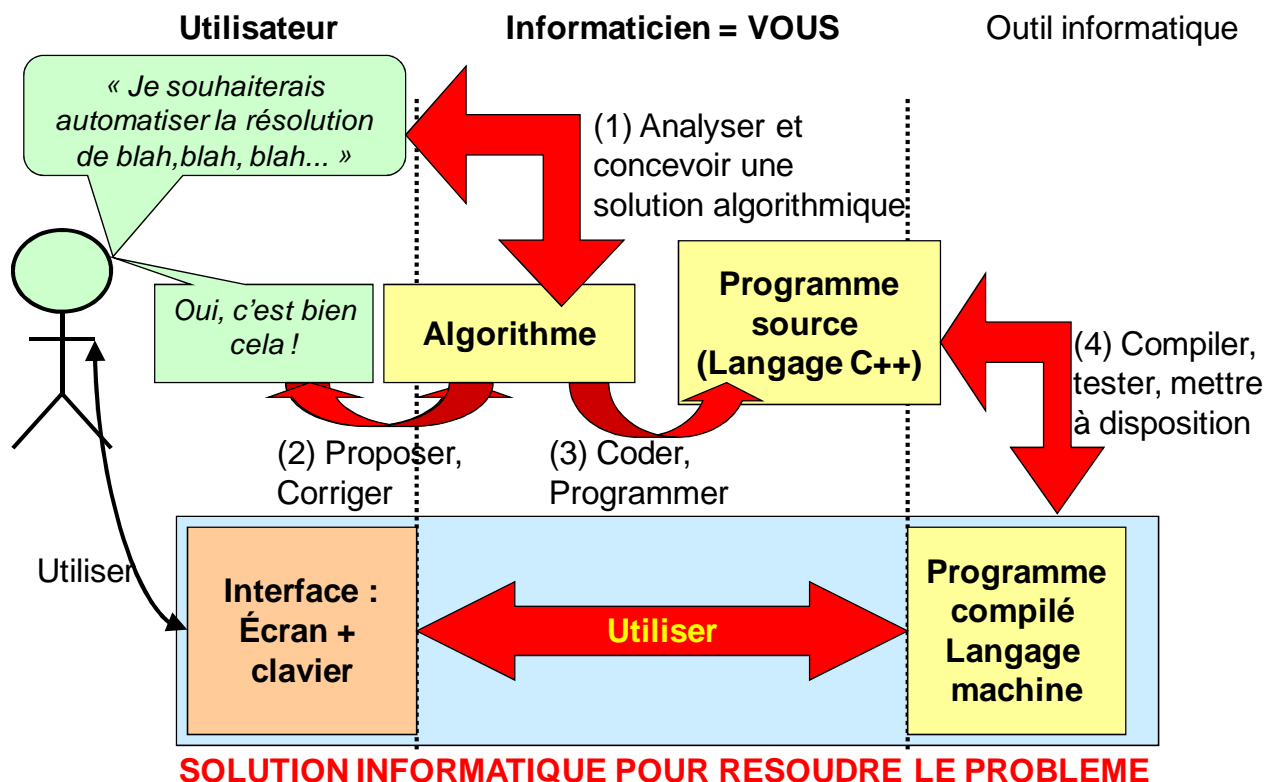 Utilisateur
Informaticien = VOUS
Outil informatique
« Je souhaiterais
automatiser la résolution
de blah,blah, blah... »
(1) Analyser et
concevoir une
solution algorithmique
Oui, c'est bien
cela !
Algorithme
Programme
source
(Langage C++)
(4) Compiler,
tester, mettre
à disposition
(2) Proposer,
Corriger
(3) Coder,
Programmer
Utiliser
Interface :
Écran +
clavier
Utiliser
Programme
compilé
Langage
machine
SOLUTION INFORMATIQUE POUR RESOUDRE LE PROBLEME